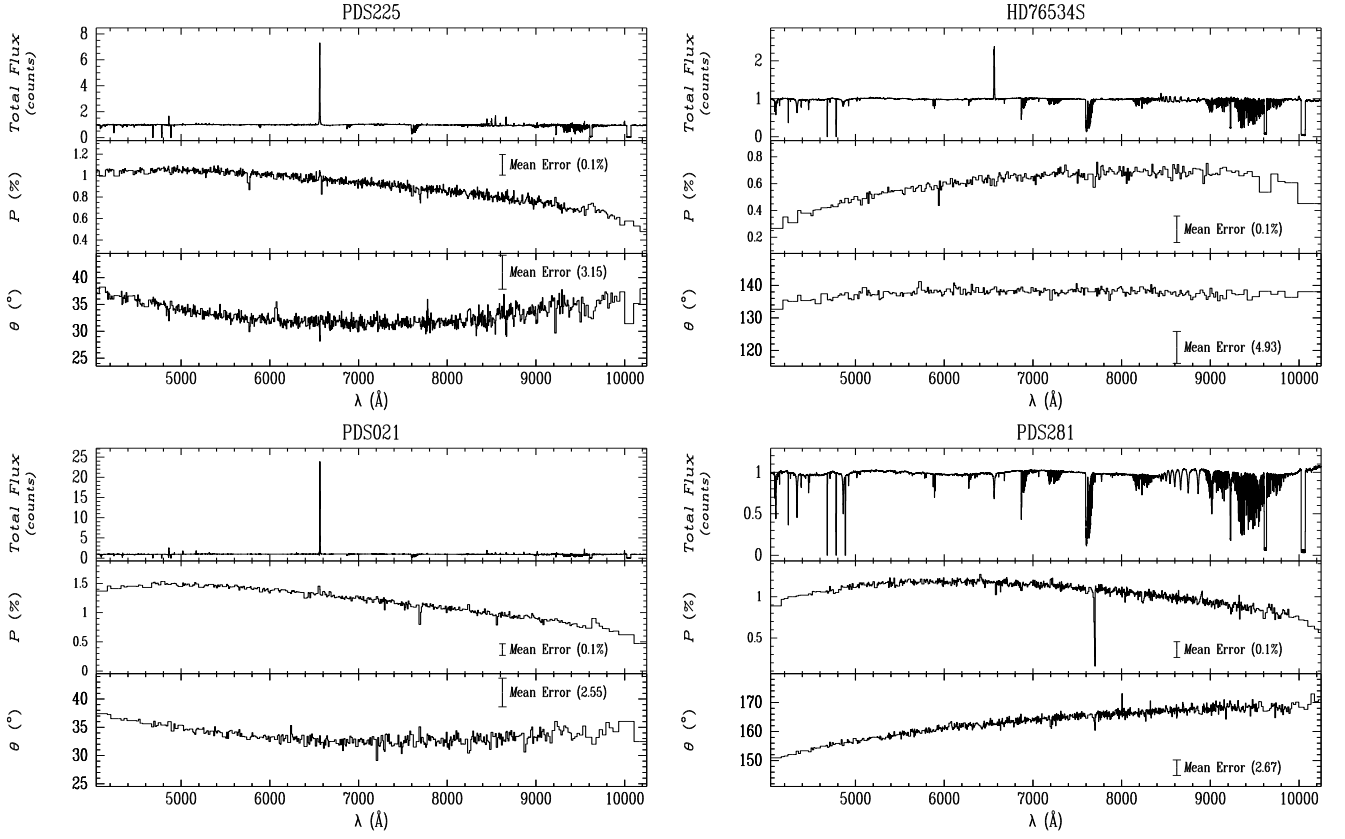 PDS225
Total Flux
(counts)
8
6
4
2
0
P (%)
1.2
1
0.8
0.6
0.4
Mean Error (0.1%)
θ (°)
40
35
30
25
Mean Error (3.15)
5000 6000 7000 8000 9000 10000
λ (Å)
HD76534S
Total Flux
(counts)
2
1
0
P (%)
0.8
0.6
0.4
0.2
Mean Error (0.1%)
θ (°)
140
130
120
Mean Error (4.93)
5000 6000 7000 8000 9000 10000
λ (Å)
PDS021
Total Flux
(counts)
25
20
15
10
5
0
P (%)
1.5
1
0.5
0
Mean Error (0.1%)
θ (°)
40
35
30
25
Mean Error (2.55)
5000 6000 7000 8000 9000 10000
λ (Å)
PDS281
Total Flux
(counts)
1
0.5
0
P (%)
1
0.5
Mean Error (0.1%)
θ (°)
170
160
150
Mean Error (2.67)
5000 6000 7000 8000 9000 10000
λ (Å)